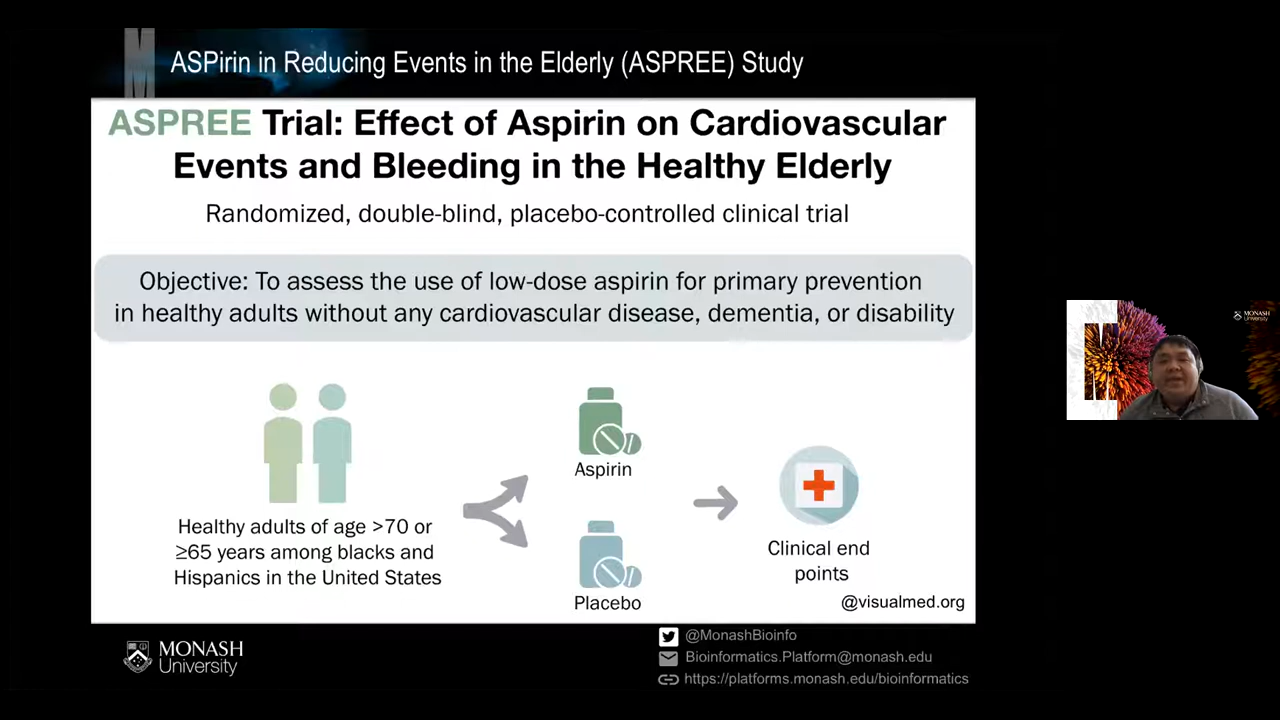 ASPirin in Reducing Events in the Elderly (ASPREE) Study
ASPREE Trial: Effect of Aspirin on Cardiovascular
Events and Bleeding in the Healthy Elderly
Randomized, double-blind, placebo-controlled clinical trial
Objective: To assess the use of low-dose aspirin for primary prevention
in healthy adults without any cardiovascular disease, dementia, or disability
Healthy adults of age >70 or
≥65 years among blacks and
Hispanics in the United States
Aspirin
Placebo
Clinical end
points
@visualmed.org
MONASH
University
@MonashBioinfo
Bioinformatics.Platform@monash.edu
https://platforms.monash.edu/bioinformatics
MONASH
University